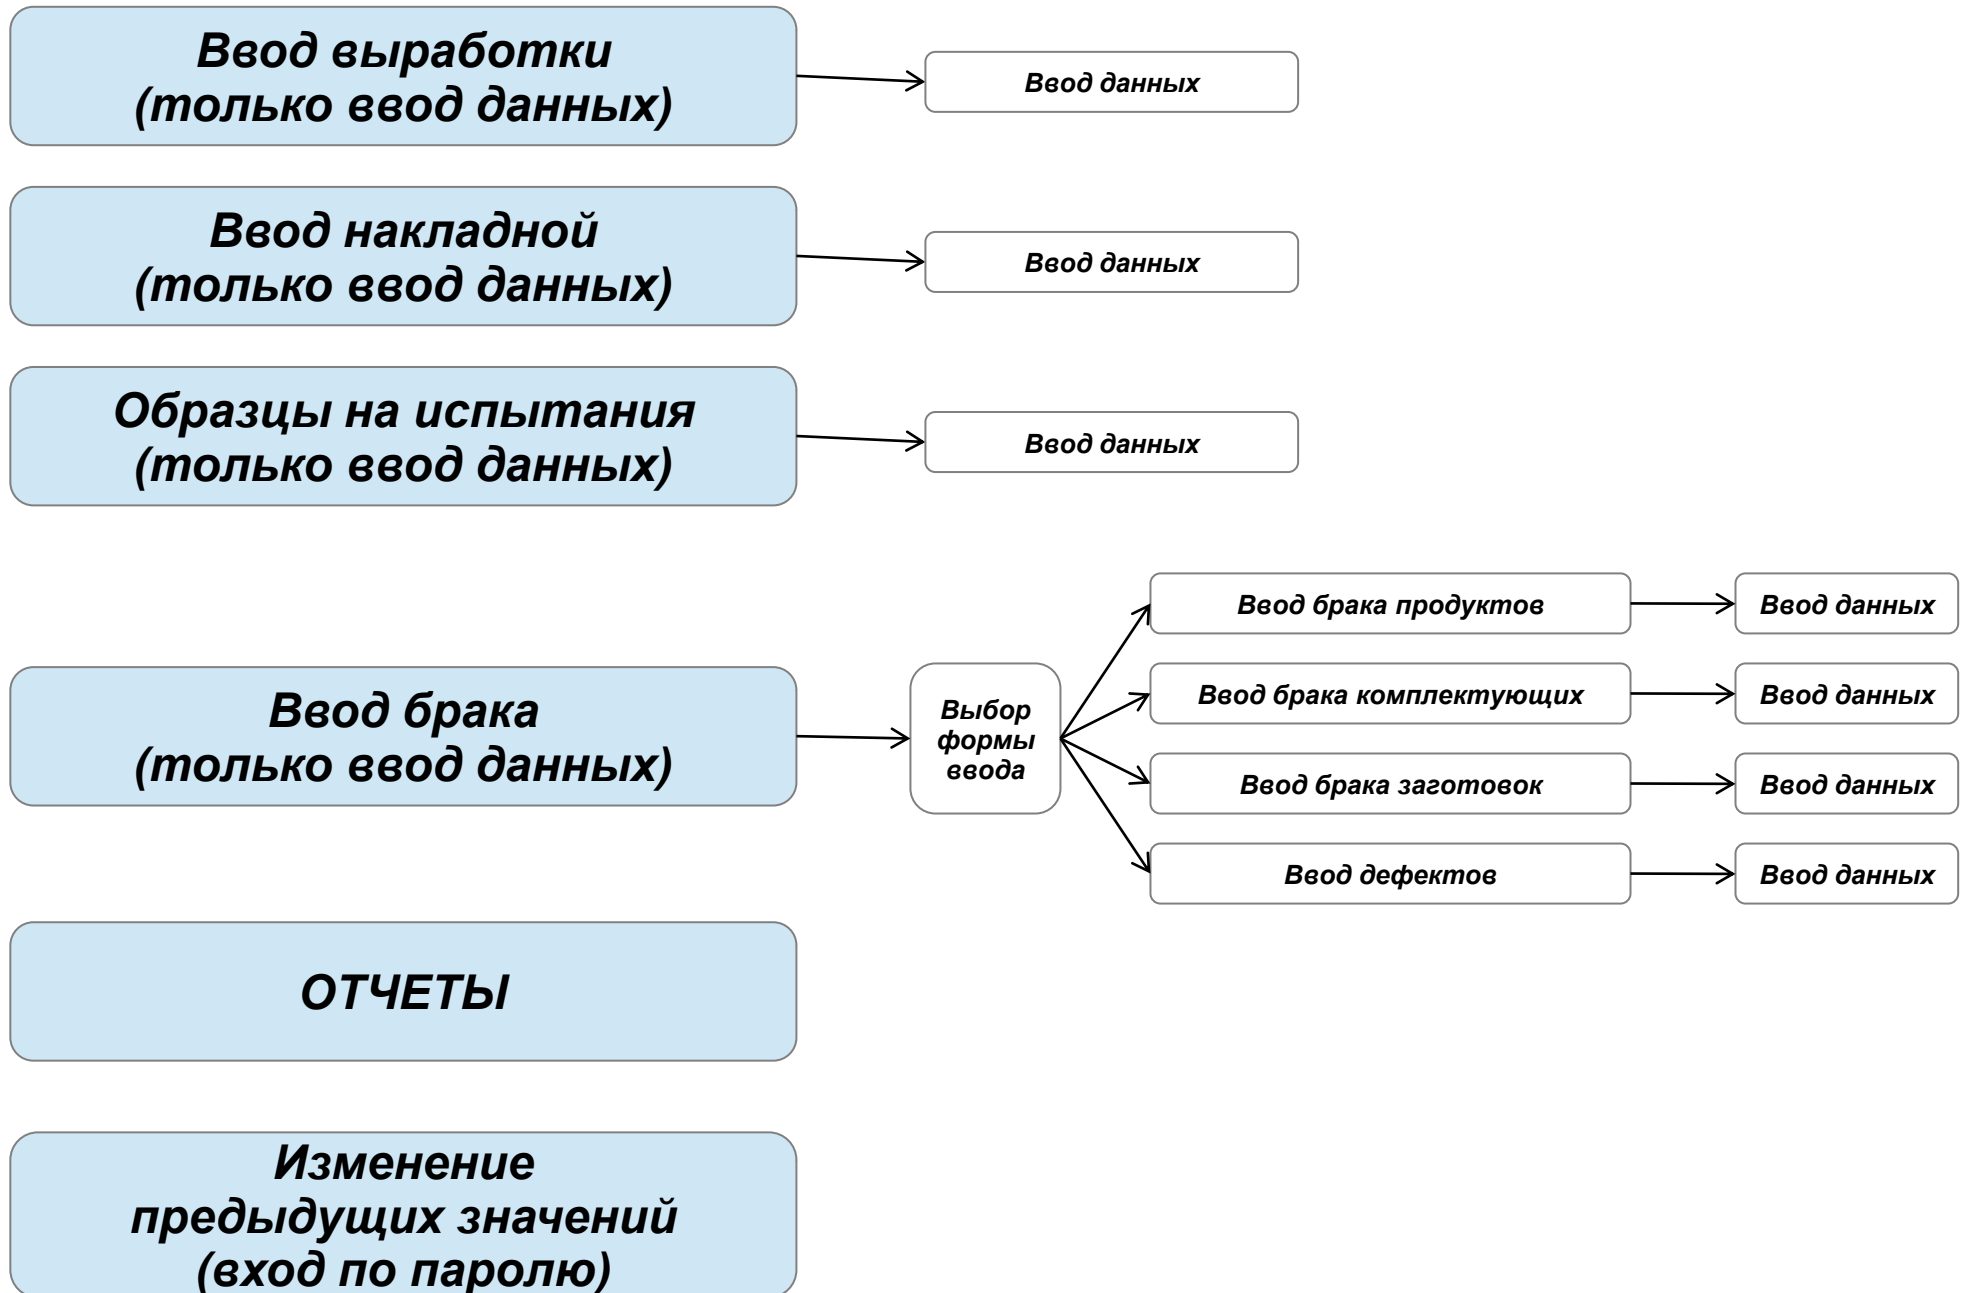 Ввод выработки
(только ввод данных)
Ввод данных
Ввод накладной
(только ввод данных)
Ввод данных
Образцы на испытания
(только ввод данных)
Ввод данных
Ввод брака
(только ввод данных)
Выбор
формы
ввода
Ввод брака продуктов
Ввод данных
Ввод брака комплектующих
Ввод данных
Ввод брака заготовок
Ввод данных
Ввод дефектов
Ввод данных
ОТЧЕТЫ
Изменение
предыдущих значений
(вход по паролю)